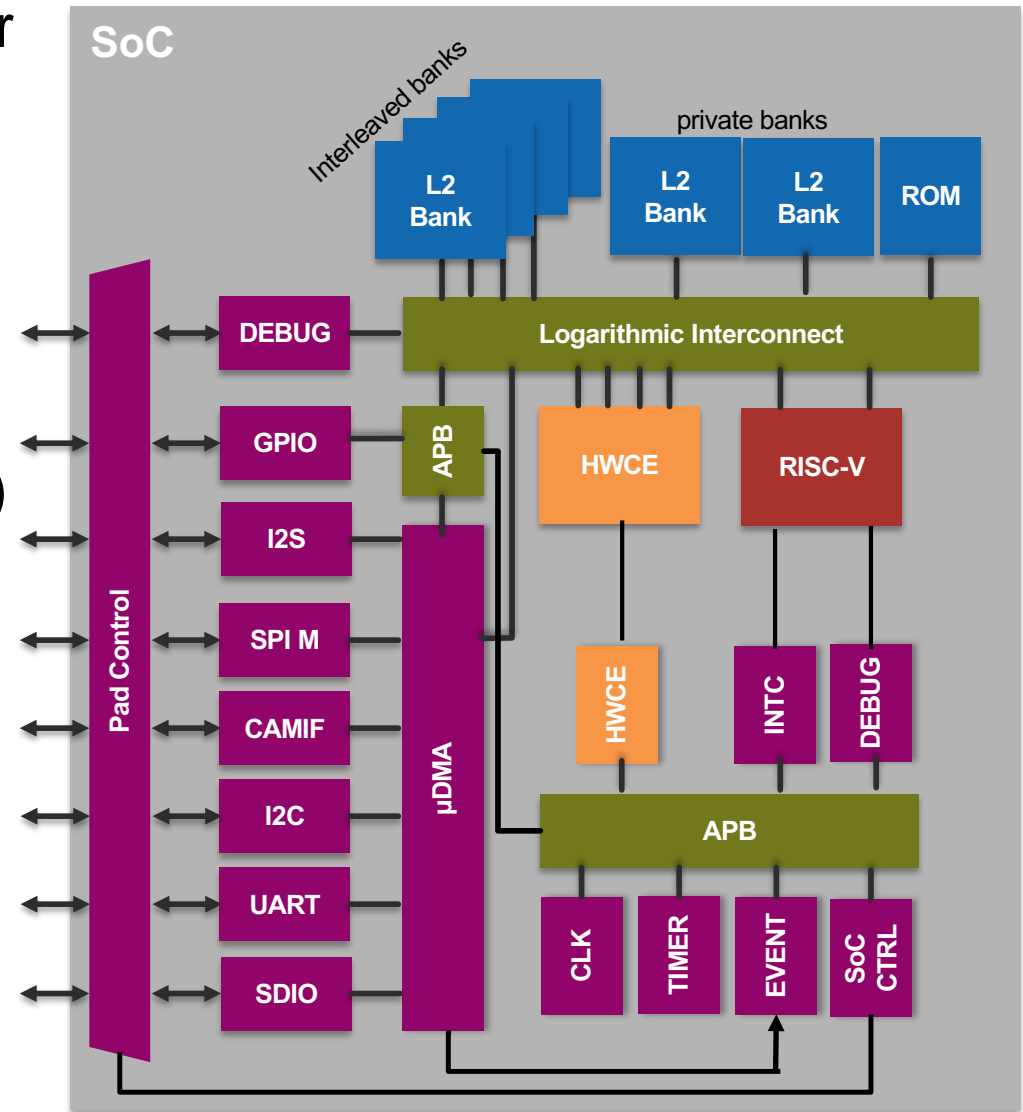 r
)
SoC
Interleaved banks
private banks
L2
Bank
L2
Bank
L2
Bank
ROM
DEBUG
Logarithmic Interconnect
GPIO
APB
HWCE
RISC-V
I2S
Pad Control
SPI M
µDMA
HWCE
INTC
DEBUG
CAMIF
I2C
APB
UART
CLK
TIMER
EVENT
SoC
CTRL
SDIO